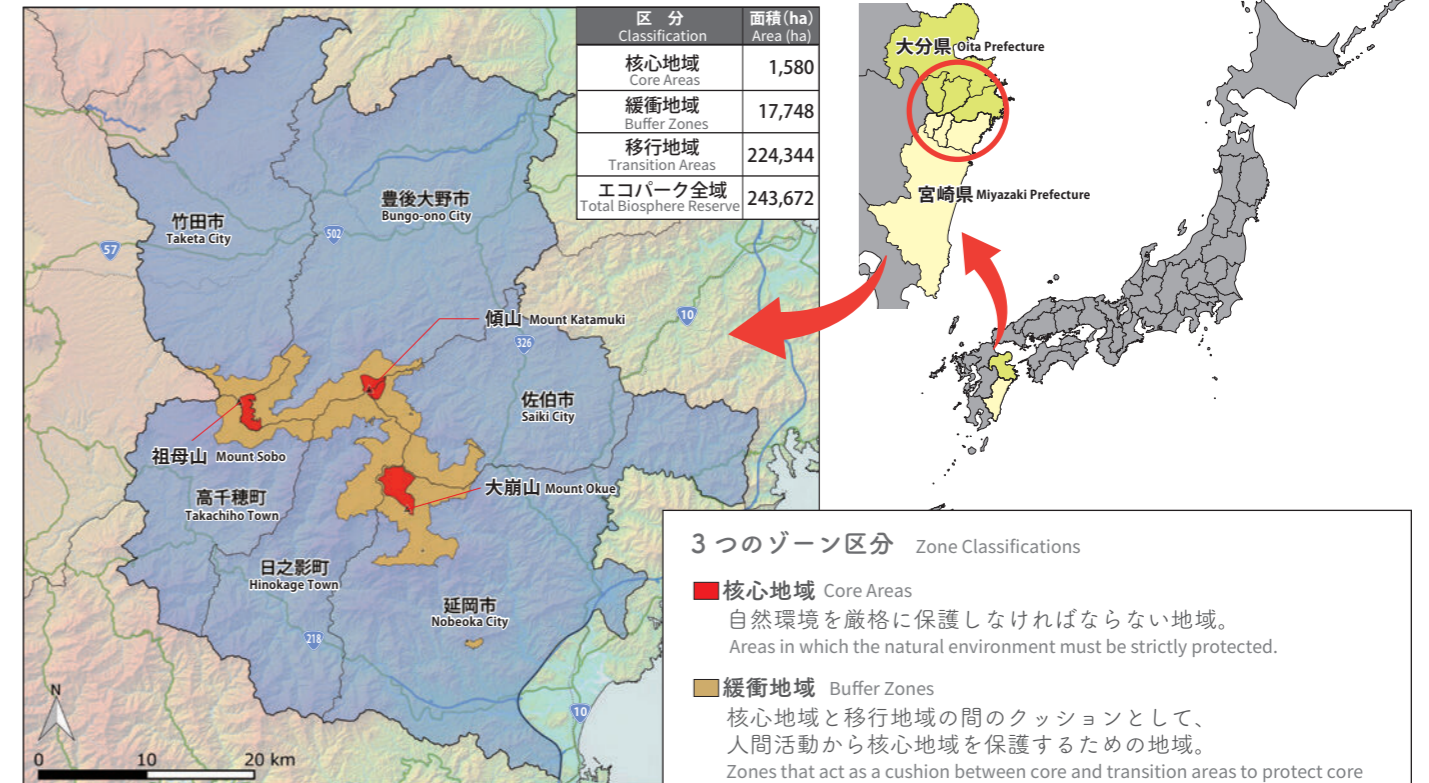 区 分 面積(ha)
Classification Area (ha)
核心地域 1,580
Core Areas
緩衝地域 17,748
Buffer Zones
移行地域 224,344
Transition Areas
エコパーク全域 243,672
Total Biosphere Reserve
竹田市
Taketa City
豊後大野市
Bungo-ono City
57
502
傾山 Mount Katamuki
10
326
佐伯市
Saiki City
祖母山 Mount Sobo
高千穂町
Takachiho Town
大崩山 Mount Okue
日之影町
Hinokage Town
延岡市
Nobeoka City
218
10
N
0 10 20 km
大分県 Oita Prefecture
宮崎県 Miyazaki Prefecture
3つのゾーン区分 Zone Classifications
核心地域 Core Areas
自然環境を厳格に保護しなければならない地域。
Areas in which the natural environment must be strictly protected.
緩衝地域 Buffer Zones
核心地域と移行地域の間のクッションとして、
人間活動から核心地域を保護するための地域。
Zones that act as a cushion between core and transition areas to protect core